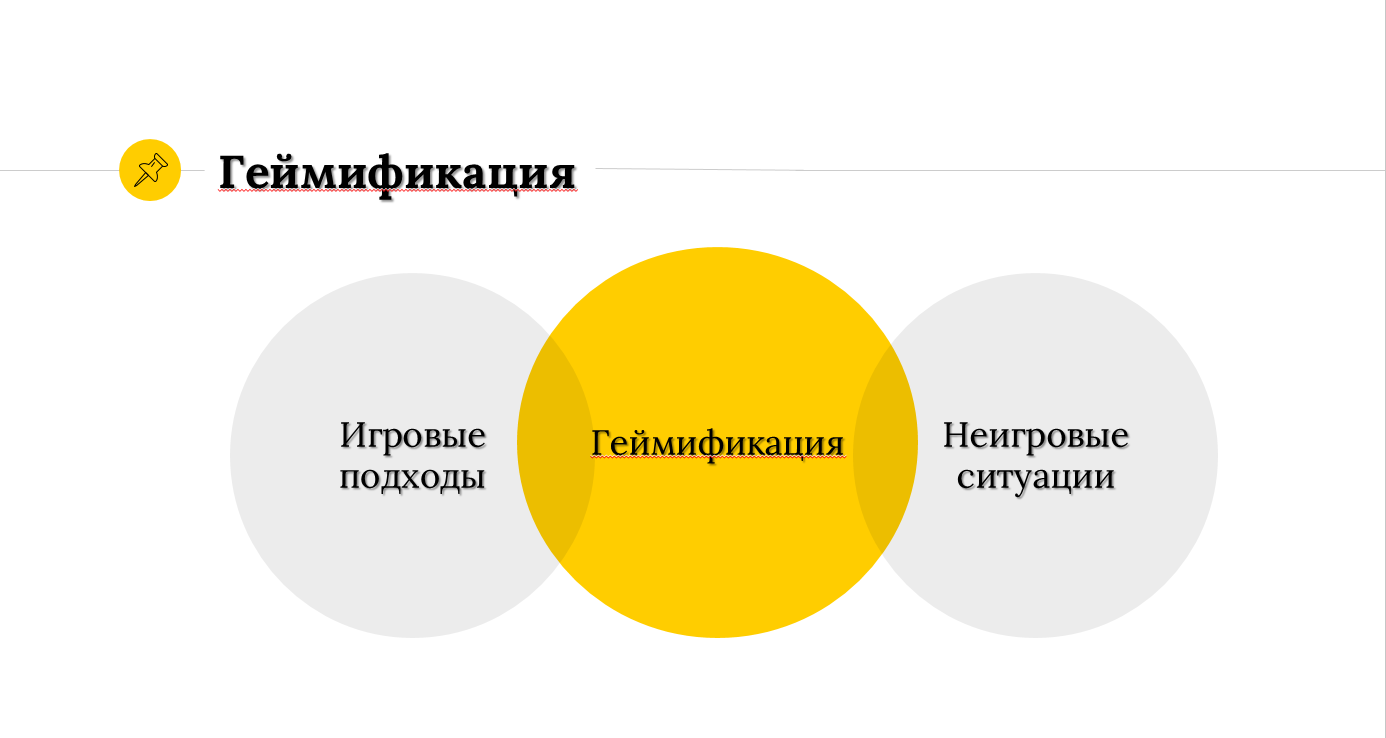 Геймификация
Игровые
подходы
Геймификация
Неигровые
ситуации